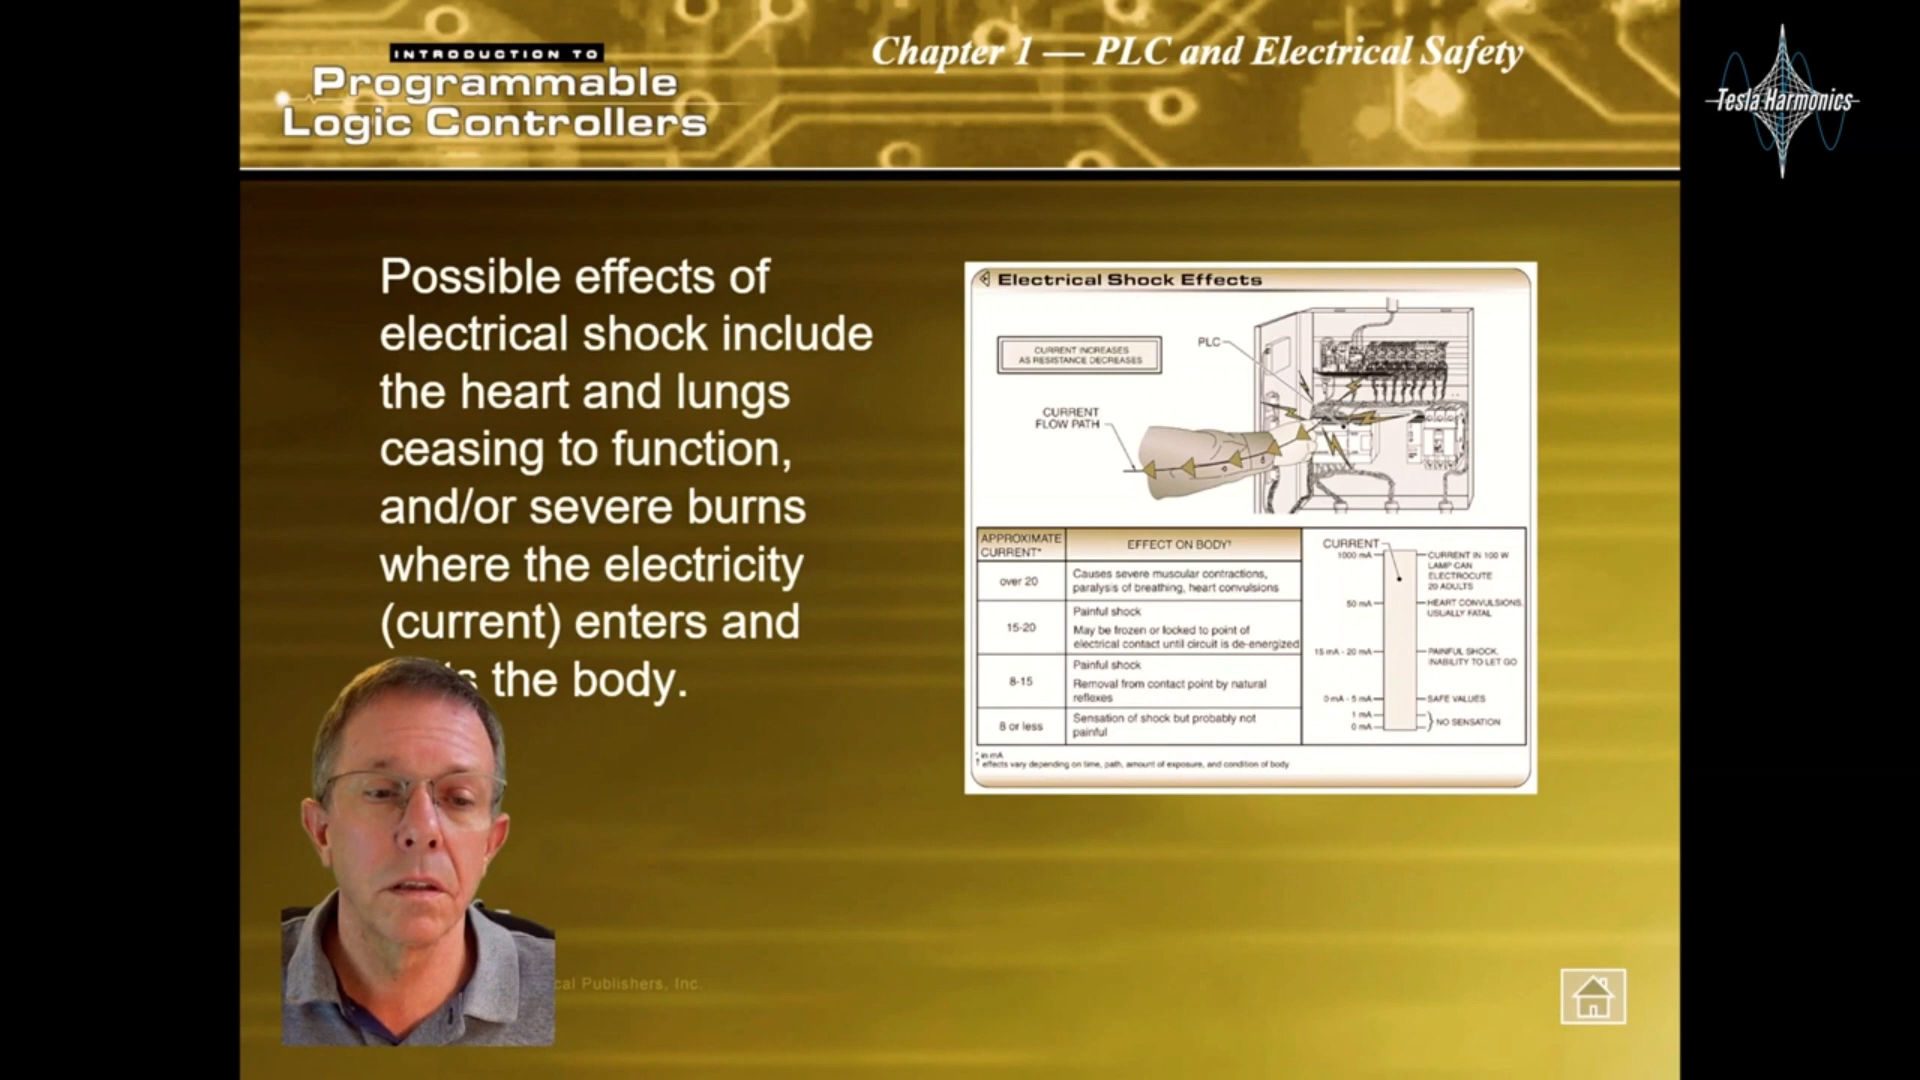 INTRODUCTION TO
Programmable
Logic Controllers
Chapter 1 — PLC and Electrical Safety
Tesla Harmonics
Possible effects of
electrical shock include
the heart and lungs
ceasing to function,
and/or severe burns
where the electricity
(current) enters and
the body.
Electrical Shock Effects
CURRENT INCREASES
AS RESISTANCE DECREASES
PLC
CURRENT
FLOW PATH
APPROXIMATE
CURRENT*
EFFECT ON BODY†
over 20
Causes severe muscular contractions,
paralysis of breathing, heart convulsions
15-20
Painful shock
May be frozen or locked to point of
electrical contact until circuit is de-energized
8-15
Painful shock
Removal from contact point by natural
reflexes
8 or less
Sensation of shock but probably not
painful
CURRENT
1000 mA
CURRENT IN 100 W
LAMP CAN
ELECTROCUTE
20 ADULTS
50 mA
HEART CONVULSIONS,
USUALLY FATAL
15 mA - 20 mA
PAINFUL SHOCK,
INABILITY TO LET GO
0 mA - 5 mA
SAFE VALUES
1 mA
0 mA
NO SENSATION
* in mA
† effects vary depending on time, path, amount of exposure, and condition of body
Publishers, Inc.